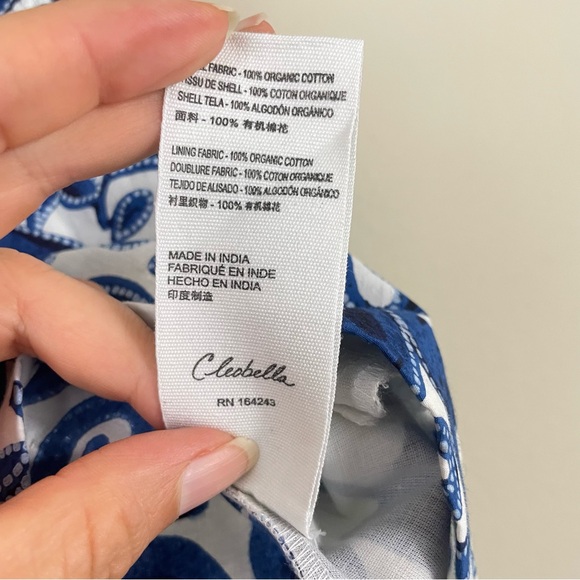 FABRIC - 100% ORGANIC COTTON
TISSU DE SHELL - 100% COTON ORGANIQUE
SHELL TELA - 100% ALGODÓN ORGÁNICO
面料 - 100% 有机棉花
LINING FABRIC - 100% ORGANIC COTTON
DOUBLURE FABRIC - 100% COTON ORGANIQUE
TEJIDO DE ALISADO - 100% ALGODÓN ORGÁNICO
衬里织物 - 100% 有机棉花
MADE IN INDIA
FABRIQUÉ EN INDE
HECHO EN INDIA
印度制造
Cleobella
RN 164243